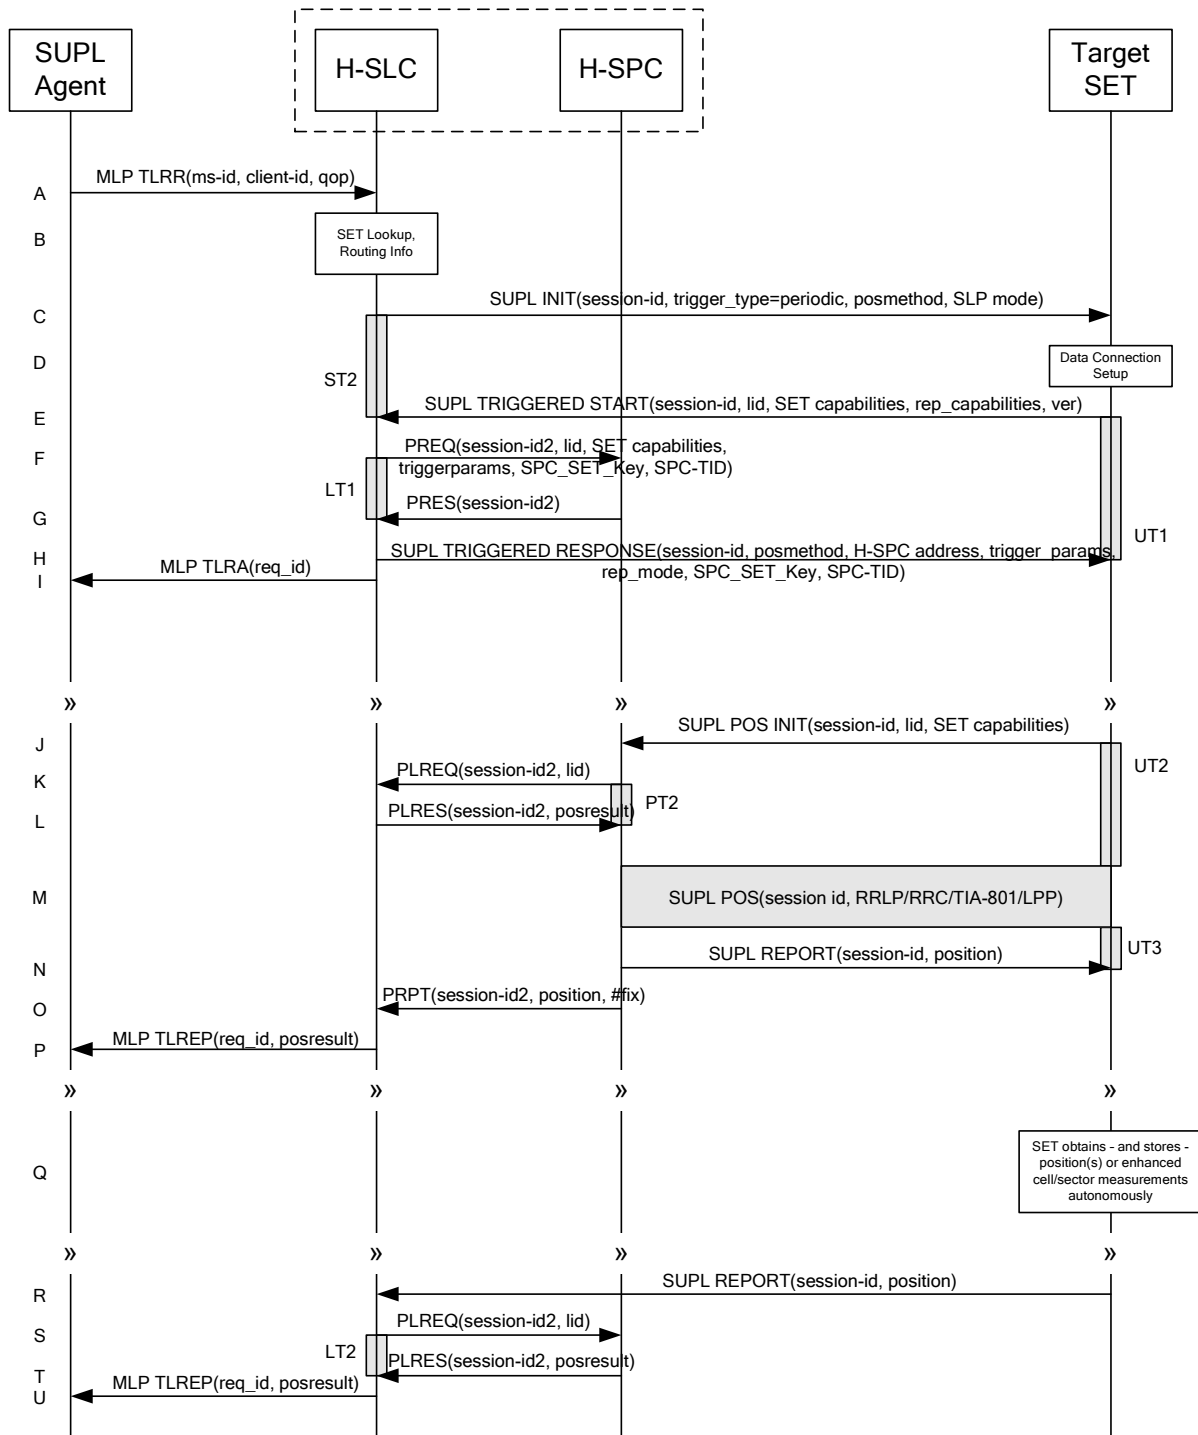 SUPL
Agent
H-SLC
H-SPC
Target
SET
A
MLP TLRR(ms-id, client-id, qop)
B
SET Lookup,
Routing Info
C
SUPL INIT(session-id, trigger_type=periodic, posmethod, SLP mode)
D
Data Connection
Setup
ST2
E
SUPL TRIGGERED START(session-id, lid, SET capabilities, rep_capabilities, ver)
F
PREQ(session-id2, lid, SET capabilities,
triggerparams, SPC_SET_Key, SPC-TID)
LT1
G
PRES(session-id2)
UT1
H
SUPL TRIGGERED RESPONSE(session-id, posmethod, H-SPC address, trigger_params,
rep_mode, SPC_SET_Key, SPC-TID)
I
MLP TLRA(req_id)
» » » »
J
SUPL POS INIT(session-id, lid, SET capabilities)
UT2
K
PLREQ(session-id2, lid)
PT2
L
PLRES(session-id2, posresult)
M
SUPL POS(session id, RRLP/RRC/TIA-801/LPP)
UT3
N
SUPL REPORT(session-id, position)
O
PRPT(session-id2, position, #fix)
P
MLP TLREP(req_id, posresult)
» » » »
Q
SET obtains - and stores -
position(s) or enhanced
cell/sector measurements
autonomously
» » » »
R
SUPL REPORT(session-id, position)
S
PLREQ(session-id2, lid)
LT2
T
PLRES(session-id2, posresult)
U
MLP TLREP(req_id, posresult)